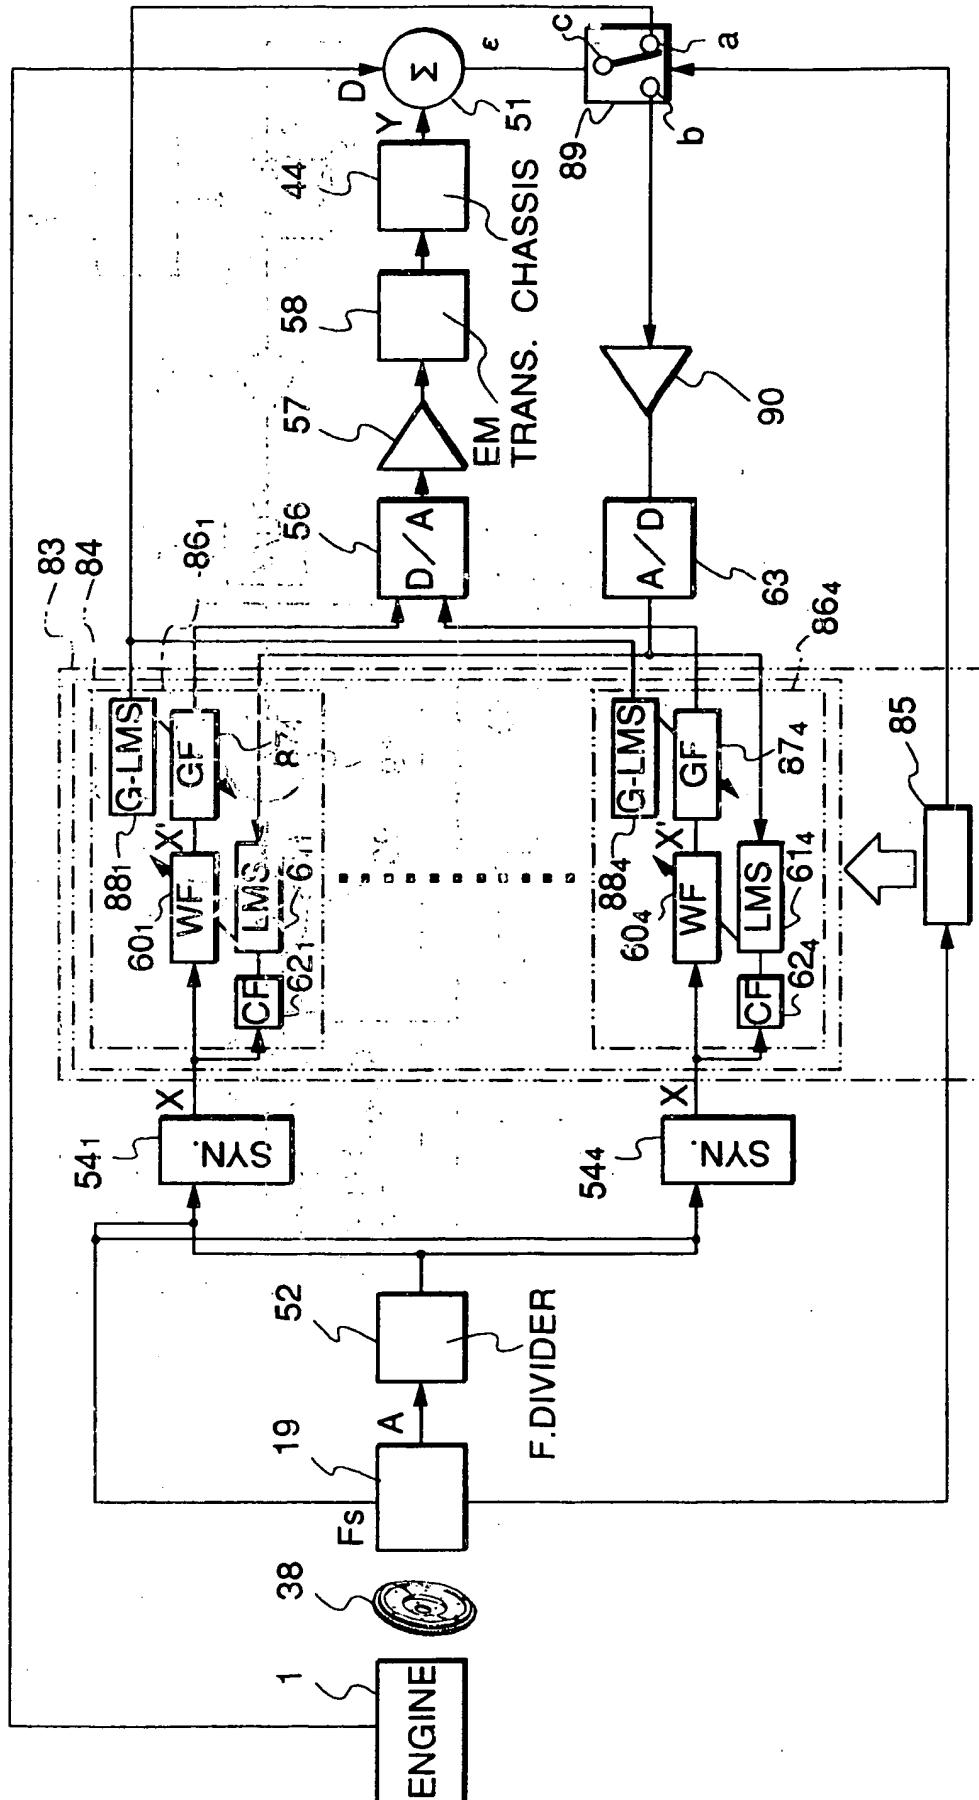 ENGINE
1
38
Fs
19
A
52
F.DIVIDER
54₁
SYN.
X
54₄
SYN.
X
83
84
86₁
88₁
G-LMS
60₁
WF
X'
GF
LMS
CF
62₁
88₄
G-LMS
60₄
WF
X'
GF
87₄
LMS
61₄
CF
62₄
86₄
85
56
D/A
57
58
EM
TRANS.
44
CHASSIS
Y
D
Σ
51
ε
c
a
b
89
90
A/D
63